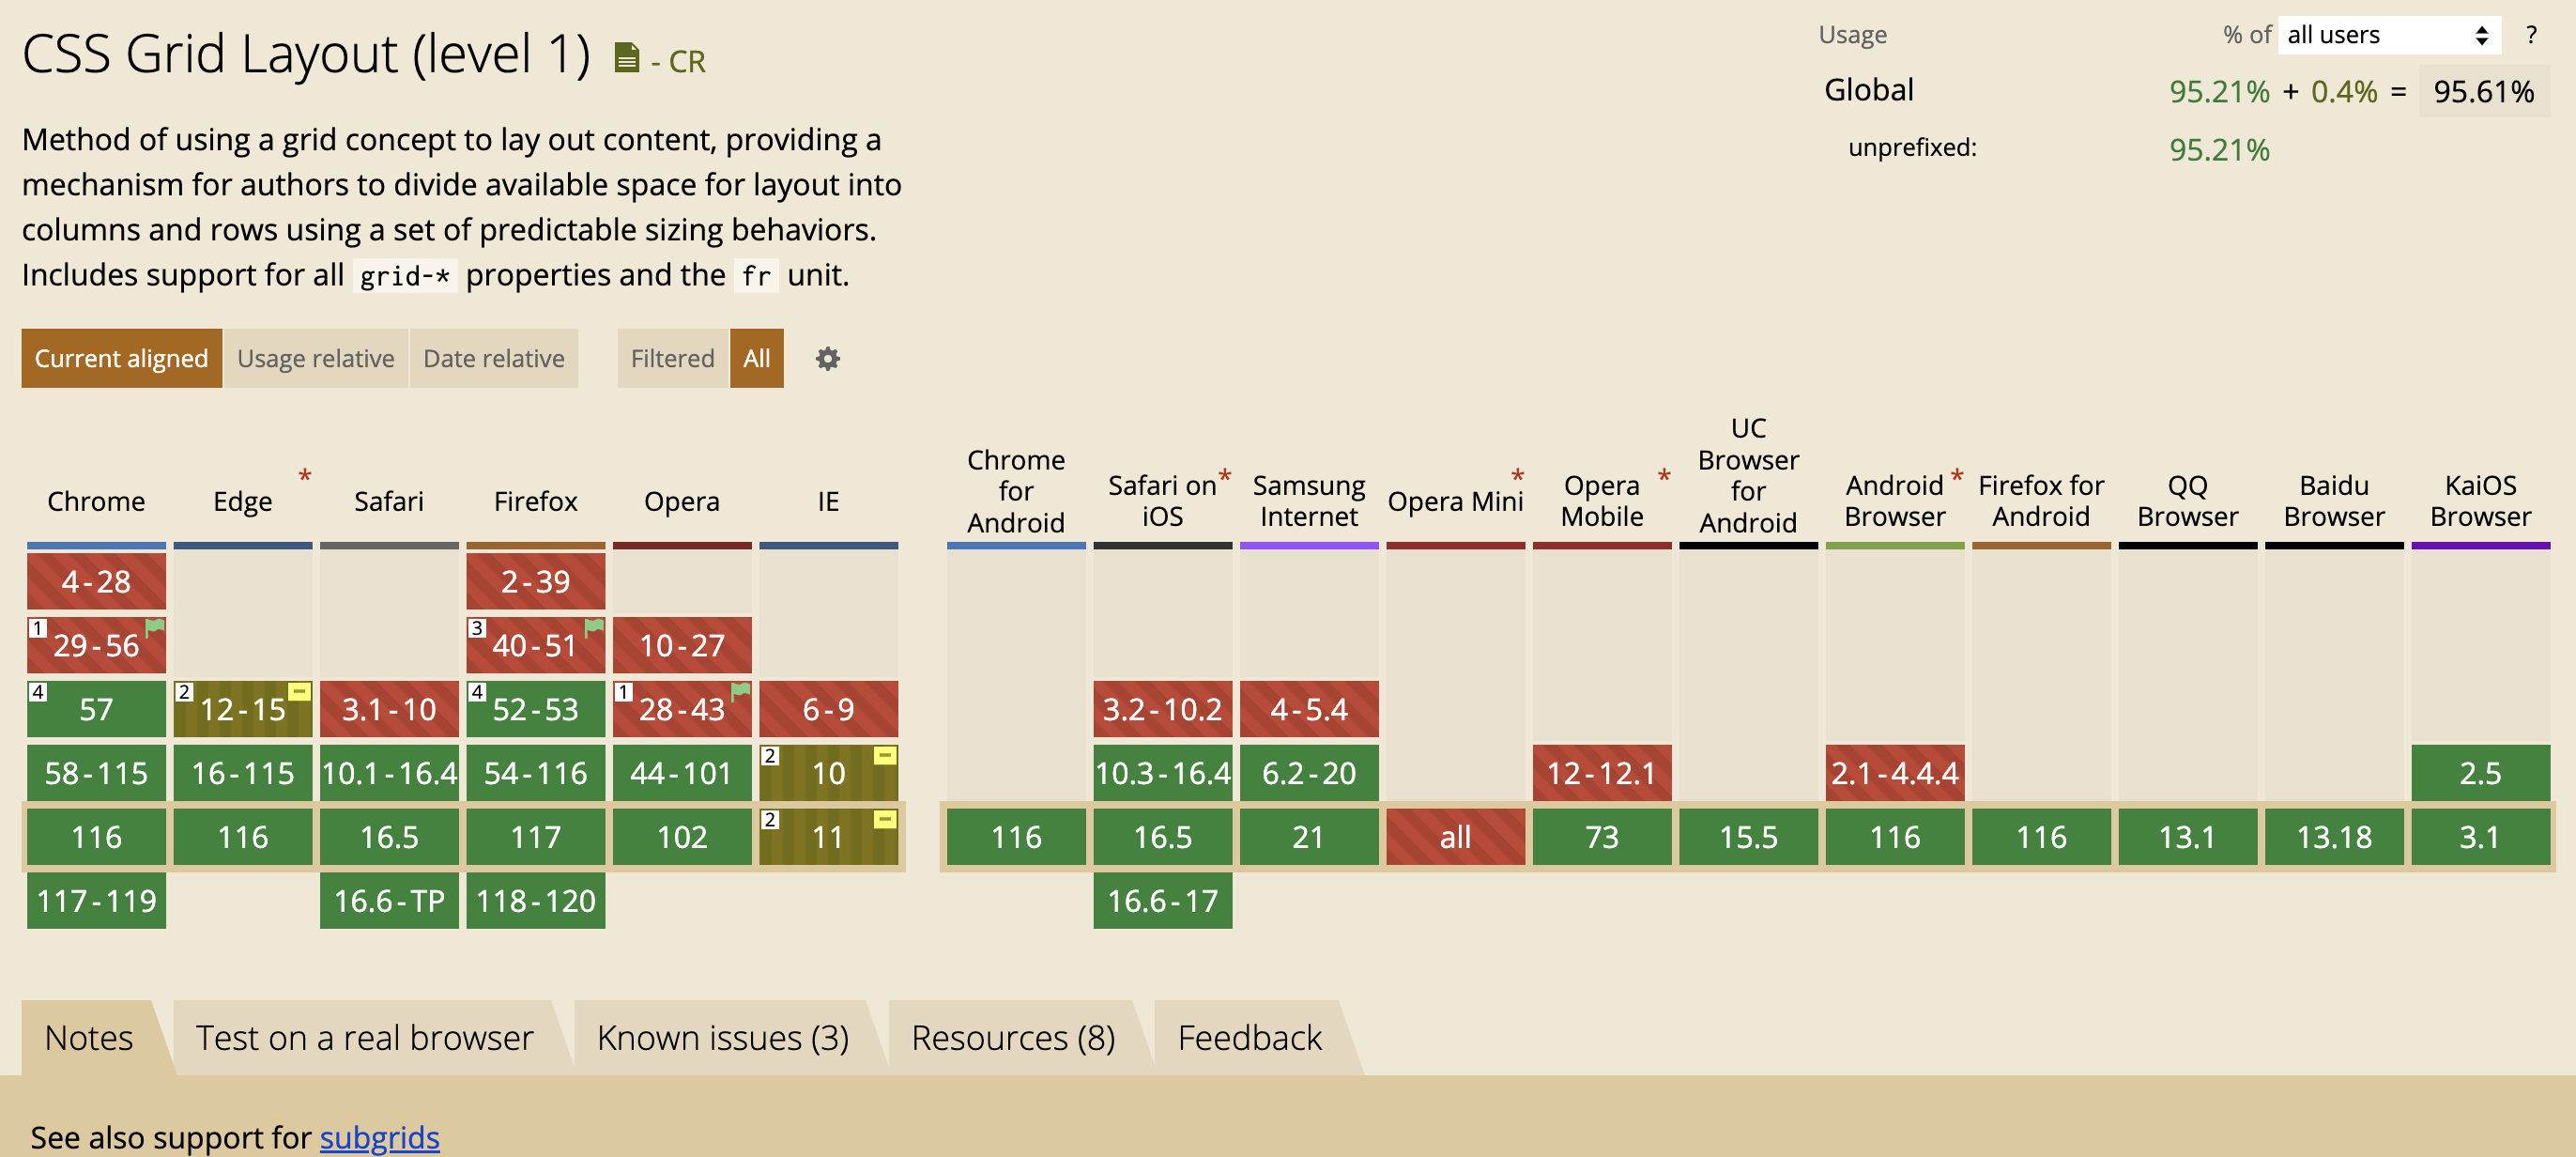 CSS Grid Layout (level 1) - CR
Usage % of all users ?
Global 95.21% + 0.4% = 95.61%
unprefixed: 95.21%
Method of using a grid concept to lay out content, providing a
mechanism for authors to divide available space for layout into
columns and rows using a set of predictable sizing behaviors.
Includes support for all grid-* properties and the fr unit.
Current aligned Usage relative Date relative Filtered All
Chrome
Edge *
Safari
Firefox
Opera
IE
Chrome
for
Android
Safari on *
iOS
Samsung
Internet
Opera Mini *
Opera *
Mobile
UC
Browser
for
Android
Android *
Browser
Firefox for
Android
QQ
Browser
Baidu
Browser
KaiOS
Browser
4-28 2-39
1 29-56 3 40-51 10-27
4 57 2 12-15 3.1-10 4 52-53 1 28-43 6-9 3.2-10.2 4-5.4
58-115 16-115 10.1-16.4 54-116 44-101 2 10 10.3-16.4 6.2-20 12-12.1 2.1-4.4.4 2.5
116 116 16.5 117 102 2 11 116 16.5 21 all 73 15.5 116 116 13.1 13.18 3.1
117-119 16.6-TP 118-120 16.6-17
Notes Test on a real browser Known issues (3) Resources (8) Feedback
See also support for subgrids